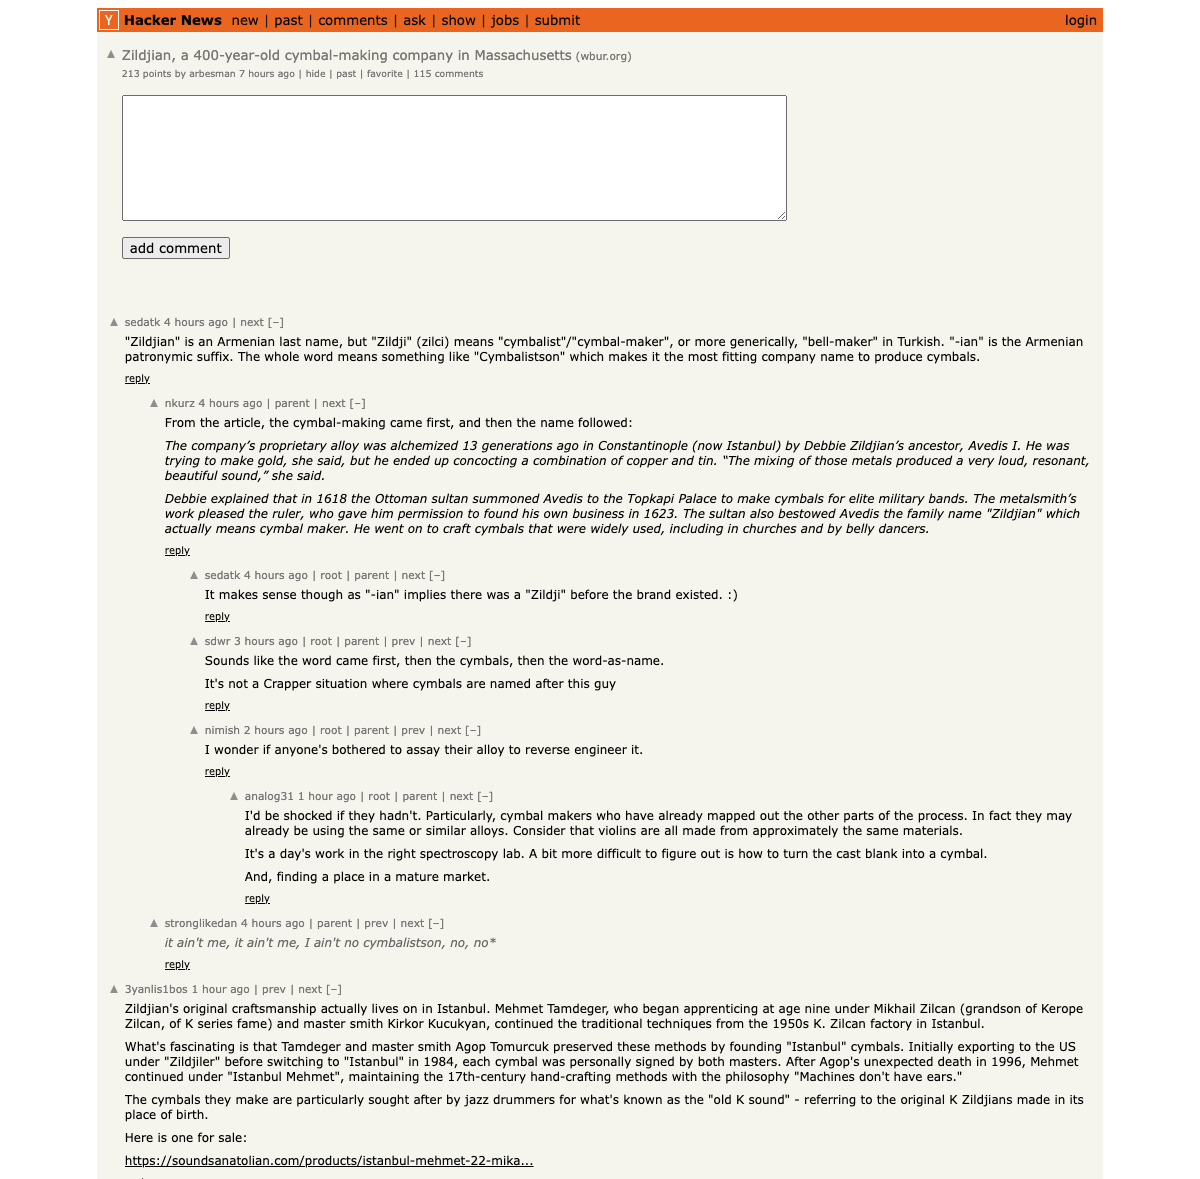 Y Hacker News new | past | comments | ask | show | jobs | submit login
▲ Zildjian, a 400-year-old cymbal-making company in Massachusetts (wbur.org)
213 points by arbesman 7 hours ago | hide | past | favorite | 115 comments
add comment
▲ sedatk 4 hours ago | next [–]
"Zildjian" is an Armenian last name, but "Zildji" (zilci) means "cymbalist"/"cymbal-maker", or more generically, "bell-maker" in Turkish. "-ian" is the Armenian
patronymic suffix. The whole word means something like "Cymbalistson" which makes it the most fitting company name to produce cymbals.
reply
▲ nkurz 4 hours ago | parent | next [–]
From the article, the cymbal-making came first, and then the name followed:
The company’s proprietary alloy was alchemized 13 generations ago in Constantinople (now Istanbul) by Debbie Zildjian’s ancestor, Avedis I. He was
trying to make gold, she said, but he ended up concocting a combination of copper and tin. “The mixing of those metals produced a very loud, resonant,
beautiful sound,” she said.
Debbie explained that in 1618 the Ottoman sultan summoned Avedis to the Topkapi Palace to make cymbals for elite military bands. The metalsmith’s
work pleased the ruler, who gave him permission to found his own business in 1623. The sultan also bestowed Avedis the family name "Zildjian" which
actually means cymbal maker. He went on to craft cymbals that were widely used, including in churches and by belly dancers.
reply
▲ sedatk 4 hours ago | root | parent | next [–]
It makes sense though as "-ian" implies there was a "Zildji" before the brand existed. :)
reply
▲ sdwr 3 hours ago | root | parent | prev | next [–]
Sounds like the word came first, then the cymbals, then the word-as-name.
It's not a Crapper situation where cymbals are named after this guy
reply
▲ nimish 2 hours ago | root | parent | prev | next [–]
I wonder if anyone's bothered to assay their alloy to reverse engineer it.
reply
▲ analog31 1 hour ago | root | parent | next [–]
I'd be shocked if they hadn't. Particularly, cymbal makers who have already mapped out the other parts of the process. In fact they may
already be using the same or similar alloys. Consider that violins are all made from approximately the same materials.
It's a day's work in the right spectroscopy lab. A bit more difficult to figure out is how to turn the cast blank into a cymbal.
And, finding a place in a mature market.
reply
▲ stronglikedan 4 hours ago | parent | prev | next [–]
it ain't me, it ain't me, I ain't no cymbalistson, no, no*
reply
▲ 3yanlis1bos 1 hour ago | prev | next [–]
Zildjian's original craftsmanship actually lives on in Istanbul. Mehmet Tamdeger, who began apprenticing at age nine under Mikhail Zilcan (grandson of Kerope
Zilcan, of K series fame) and master smith Kirkor Kucukyan, continued the traditional techniques from the 1950s K. Zilcan factory in Istanbul.
What's fascinating is that Tamdeger and master smith Agop Tomurcuk preserved these methods by founding "Istanbul" cymbals. Initially exporting to the US
under "Zildjiler" before switching to "Istanbul" in 1984, each cymbal was personally signed by both masters. After Agop's unexpected death in 1996, Mehmet
continued under "Istanbul Mehmet", maintaining the 17th-century hand-crafting methods with the philosophy "Machines don't have ears."
The cymbals they make are particularly sought after by jazz drummers for what's known as the "old K sound" - referring to the original K Zildjians made in its
place of birth.
Here is one for sale:
https://soundsanatolian.com/products/istanbul-mehmet-22-mika...